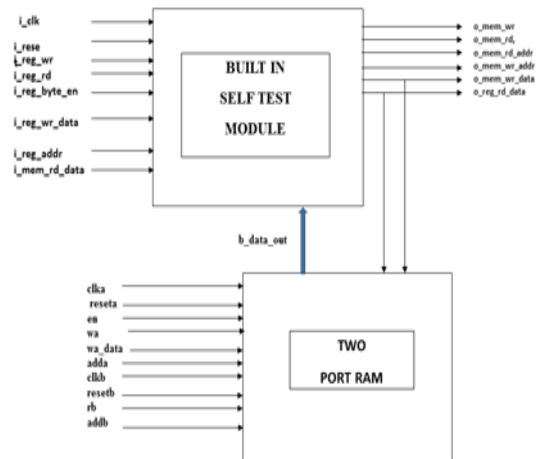 i_clk
i_rese
i_reg_wr
i_reg_rd
i_reg_byte_en
i_reg_wr_data
i_reg_addr
i_mem_rd_data
BUILT IN
SELF TEST
MODULE
o_mem_wr
o_mem_rd,
o_mem_rd_addr
o_mem_wr_addr
o_mem_wr_data
o_reg_rd_data
b_data_out
clka
reseta
en
wa
wa_data
adda
clkb
resetb
rb
addb
TWO
PORT RAM